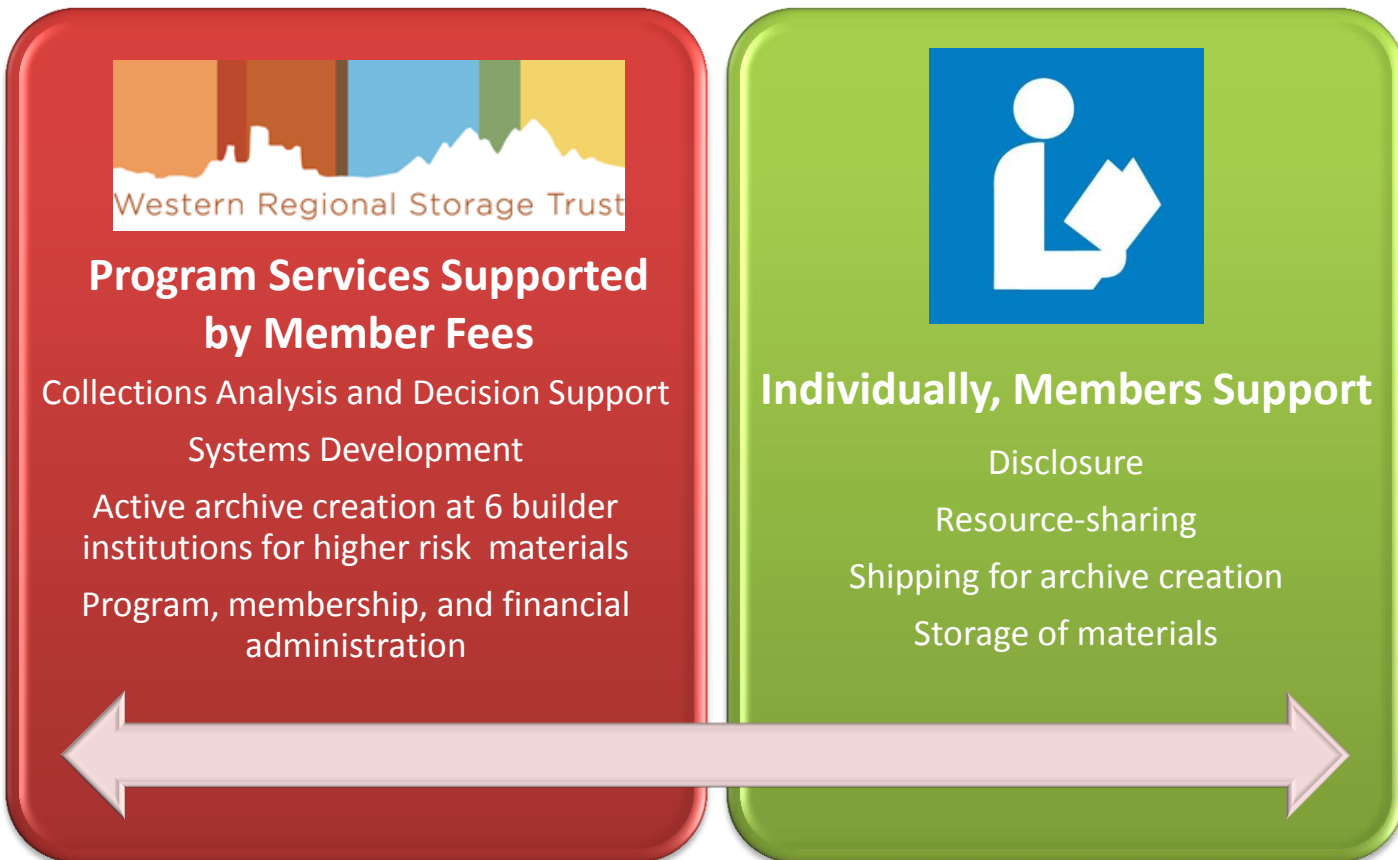 Western Regional Storage Trust
Program Services Supported
by Member Fees
Collections Analysis and Decision Support
Systems Development
Active archive creation at 6 builder
institutions for higher risk  materials
Program, membership, and financial
administration
Individually, Members Support
Disclosure
Resource-sharing
Shipping for archive creation
Storage of materials